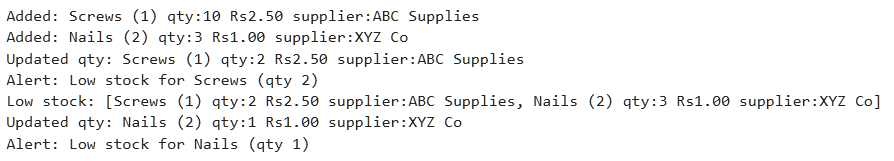 Added: Screws (1) qty:10 Rs2.50 supplier:ABC Supplies
Added: Nails (2) qty:3 Rs1.00 supplier:XYZ Co
Updated qty: Screws (1) qty:2 Rs2.50 supplier:ABC Supplies
Alert: Low stock for Screws (qty 2)
Low stock: [Screws (1) qty:2 Rs2.50 supplier:ABC Supplies, Nails (2) qty:3 Rs1.00 supplier:XYZ Co]
Updated qty: Nails (2) qty:1 Rs1.00 supplier:XYZ Co
Alert: Low stock for Nails (qty 1)